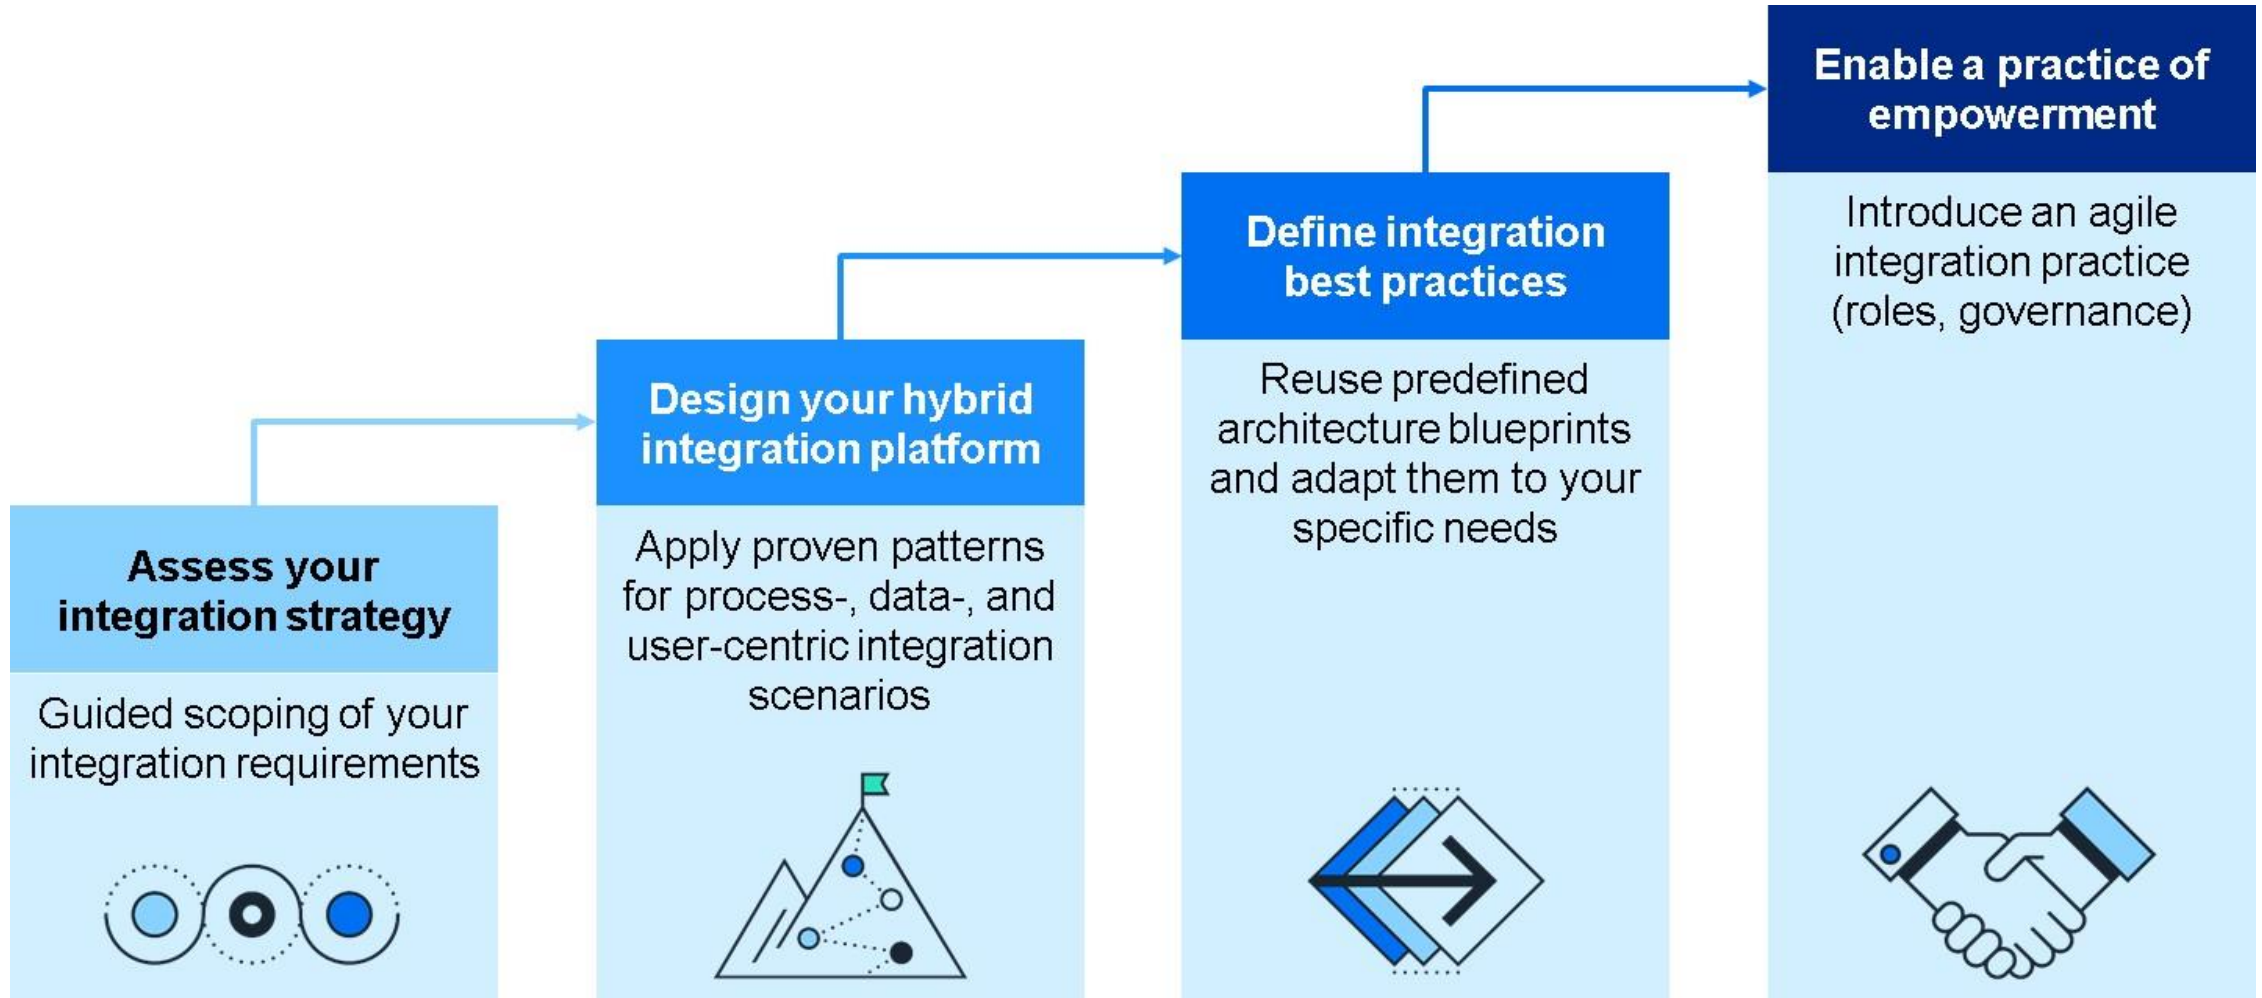 Assess your
integration strategy
Guided scoping of your
integration requirements
Design your hybrid
integration platform
Apply proven patterns
for process-, data-, and
user-centric integration
scenarios
Define integration
best practices
Reuse predefined
architecture blueprints
and adapt them to your
specific needs
Enable a practice of
empowerment
Introduce an agile
integration practice
(roles, governance)